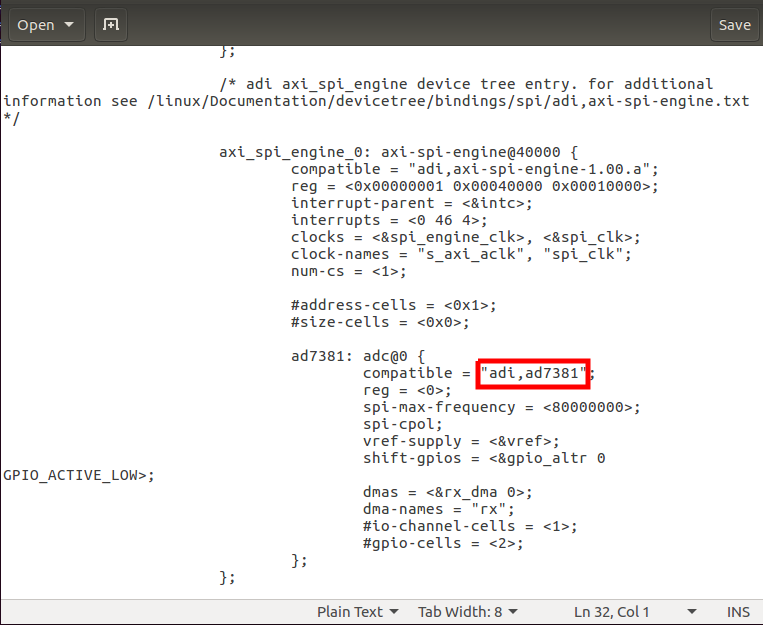 Open
Save
};
/* adi axi_spi_engine device tree entry. for additional
information see /linux/Documentation/devicetree/bindings/spi/adi,axi-spi-engine.txt
*/
axi_spi_engine_0: axi-spi-engine@40000 {
compatible = "adi,axi-spi-engine-1.00.a";
reg = <0x00000001 0x00040000 0x00010000>;
interrupt-parent = <&intc>;
interrupts = <0 46 4>;
clocks = <&spi_engine_clk>, <&spi_clk>;
clock-names = "s_axi_aclk", "spi_clk";
num-cs = <1>;
#address-cells = <0x1>;
#size-cells = <0x0>;
ad7381: adc@0 {
compatible = "adi,ad7381";
reg = <0>;
spi-max-frequency = <80000000>;
spi-cpol;
vref-supply = <&vref>;
shift-gpios = <&gpio_altr 0
GPIO_ACTIVE_LOW>;
dmas = <&rx_dma 0>;
dma-names = "rx";
#io-channel-cells = <1>;
#gpio-cells = <2>;
};
};
Plain Text Tab Width: 8 Ln 32, Col 1 INS